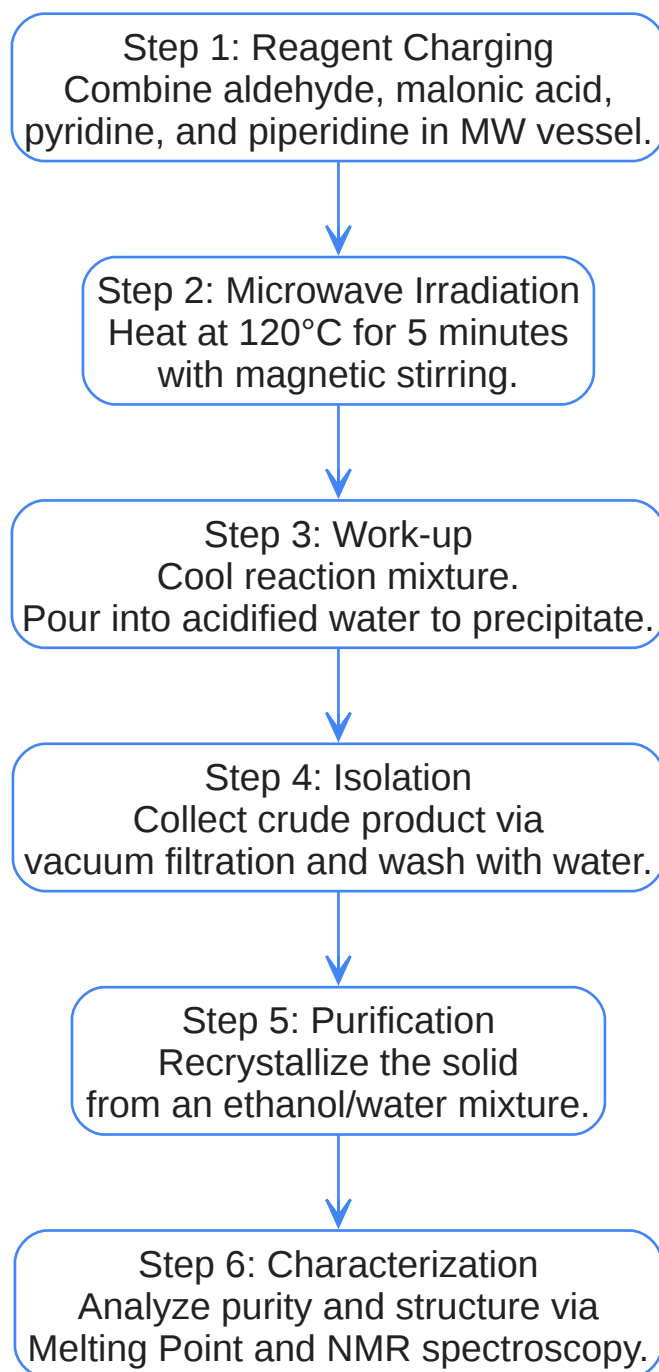 Step 1: Reagent Charging
Combine aldehyde, malonic acid,
pyridine, and piperidine in MW vessel.
Step 2: Microwave Irradiation
Heat at 120°C for 5 minutes
with magnetic stirring.
Step 3: Work-up
Cool reaction mixture.
Pour into acidified water to precipitate.
Step 4: Isolation
Collect crude product via
vacuum filtration and wash with water.
Step 5: Purification
Recrystallize the solid
from an ethanol/water mixture.
Step 6: Characterization
Analyze purity and structure via
Melting Point and NMR spectroscopy.